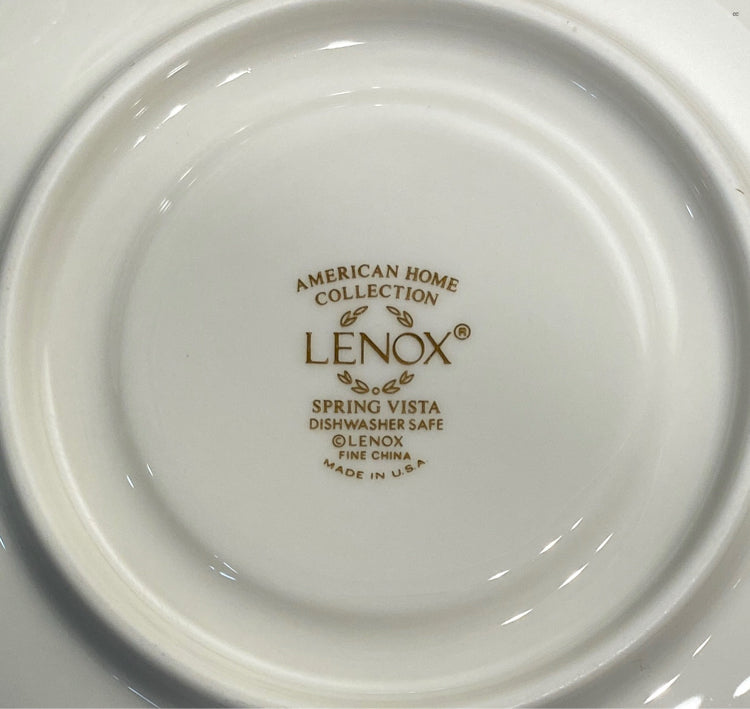 AMERICAN HOME
COLLECTION
LENOX®
SPRING VISTA
DISHWASHER SAFE
©LENOX
FINE CHINA
MADE IN U.S.A